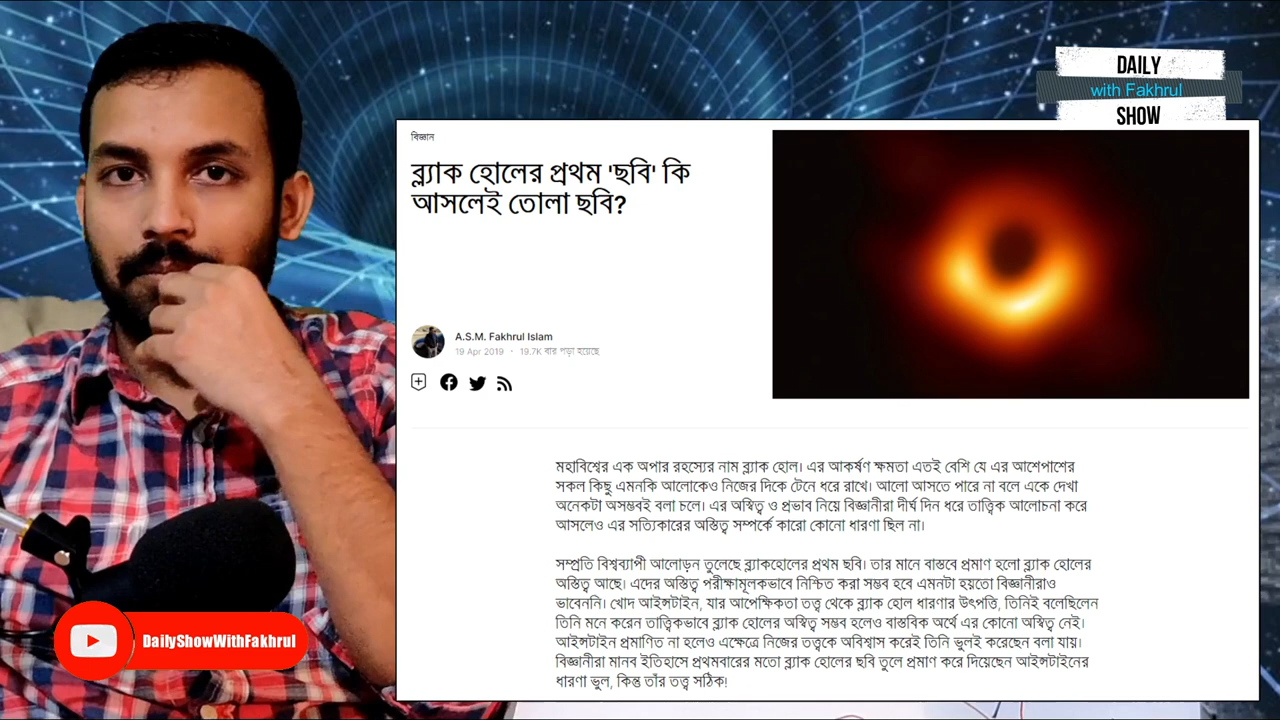 DAILY
with Fakhrul
SHOW
বিজ্ঞান
ব্ল্যাক হোলের প্রথম 'ছবি' কি
আসলেই তোলা ছবি?
A.S.M. Fakhrul Islam
19 Apr 2019 · 19.7K বার পড়া হয়েছে
মহাবিশ্বের এক অপার রহস্যের নাম ব্ল্যাক হোল। এর আকর্ষণ ক্ষমতা এতই বেশি যে এর আশেপাশের
সকল কিছু এমনকি আলোকেও নিজের দিকে টেনে ধরে রাখে। আলো আসতে পারে না বলে একে দেখা
অনেকটা অসম্ভবই বলা চলে। এর অস্বিত্ব ও প্রভাব নিয়ে বিজ্ঞানীরা দীর্ঘ দিন ধরে তাত্ত্বিক আলোচনা করে
আসলেও এর সত্যিকারের অস্তিত্ব সম্পর্কে কারো কোনো ধারণা ছিল না।
সম্প্রতি বিশ্বব্যাপী আলোড়ন তুলেছে ব্ল্যাকহোলের প্রথম ছবি। তার মানে বাস্তবে প্রমাণ হলো ব্ল্যাক হোলের
অস্তিত্ব আছে। এদের অস্তিত্ব পরীক্ষামূলকভাবে নিশ্চিত করা সম্ভব হবে এমনটা হয়তো বিজ্ঞানীরাও
ভাবেননি। খোদ আইন্সটাইন, যার আপেক্ষিকতা তত্ত্ব থেকে ব্ল্যাক হোল ধারণার উৎপত্তি, তিনিই বলেছিলেন
তিনি মনে করেন তাত্ত্বিকভাবে ব্ল্যাক হোলের অস্বিত্ব সম্ভব হলেও বাস্তবিক অর্থে এর কোনো অস্বিত্ব নেই।
আইন্সটাইন প্রমাণিত না হলেও এক্ষেত্রে নিজের তত্ত্বকে অবিশ্বাস করেই তিনি ভুলই করেছেন বলা যায়।
বিজ্ঞানীরা মানব ইতিহাসে প্রথমবারের মতো ব্ল্যাক হোলের ছবি তুলে প্রমাণ করে দিয়েছেন আইন্সটাইনের
ধারণা ভুল, কিন্তু তাঁর তত্ত্ব সঠিক!
DailyShowWithFakhrul